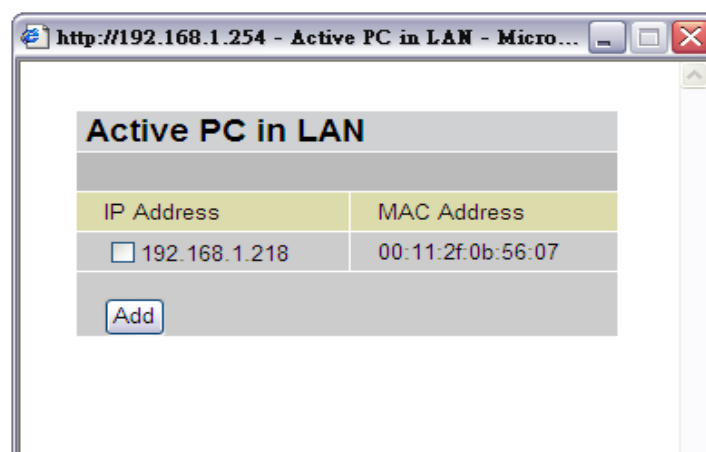 http://192.168.1.254 - Active PC in LAN - Micro...
Active PC in LAN
IP Address MAC Address
192.168.1.218 00:11:2f:0b:56:07
Add